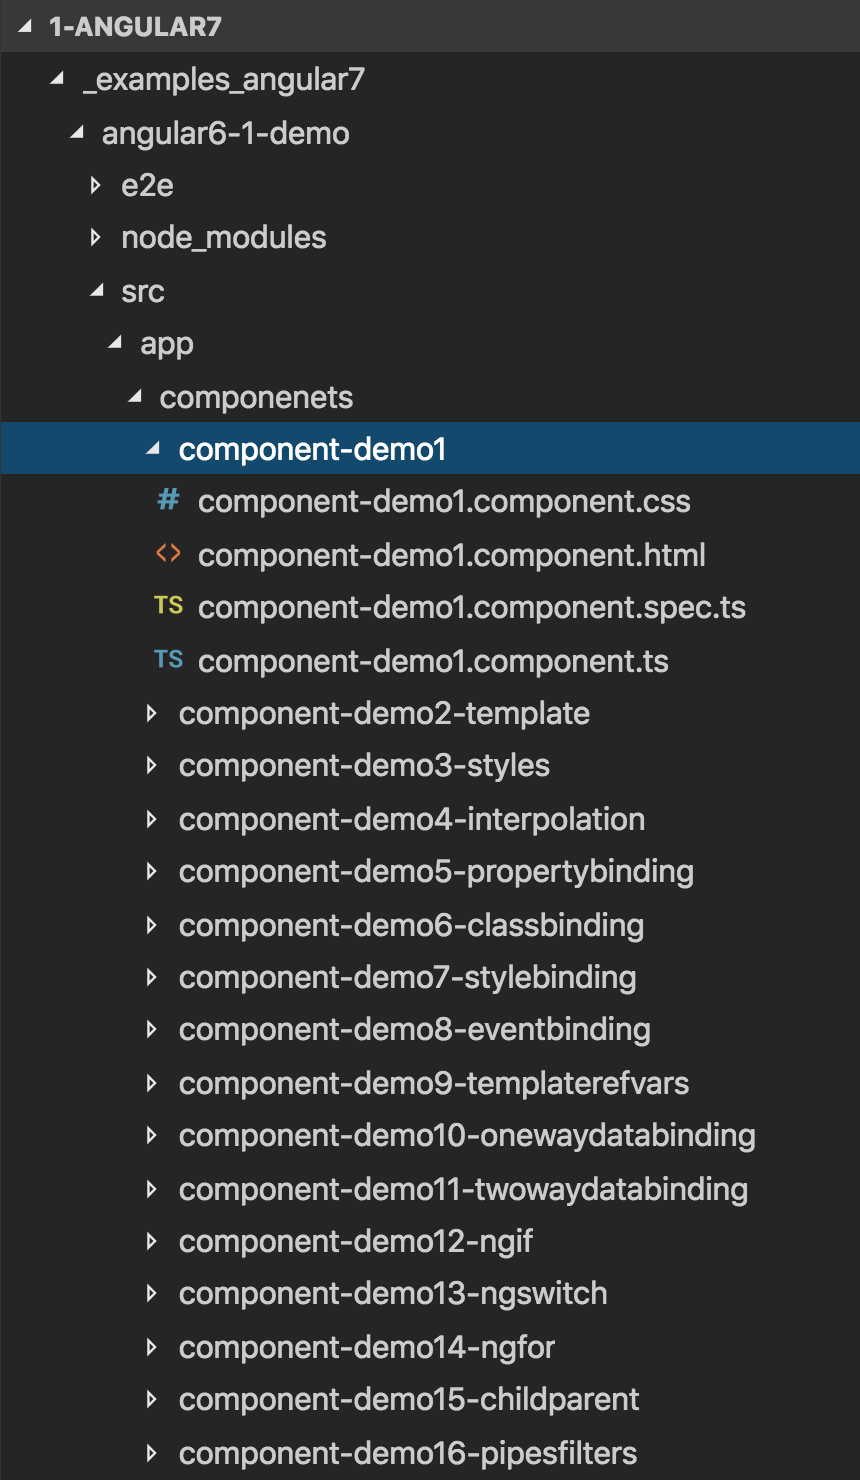 1-ANGULAR7
_examples_angular7
angular6-1-demo
e2e
node_modules
src
app
componenets
component-demo1
# component-demo1.component.css
<> component-demo1.component.html
TS component-demo1.component.spec.ts
TS component-demo1.component.ts
component-demo2-template
component-demo3-styles
component-demo4-interpolation
component-demo5-propertybinding
component-demo6-classbinding
component-demo7-stylebinding
component-demo8-eventbinding
component-demo9-templaterefvars
component-demo10-onewaydatabinding
component-demo11-twowaydatabinding
component-demo12-ngif
component-demo13-ngswitch
component-demo14-ngfor
component-demo15-childparent
component-demo16-pipesfilters